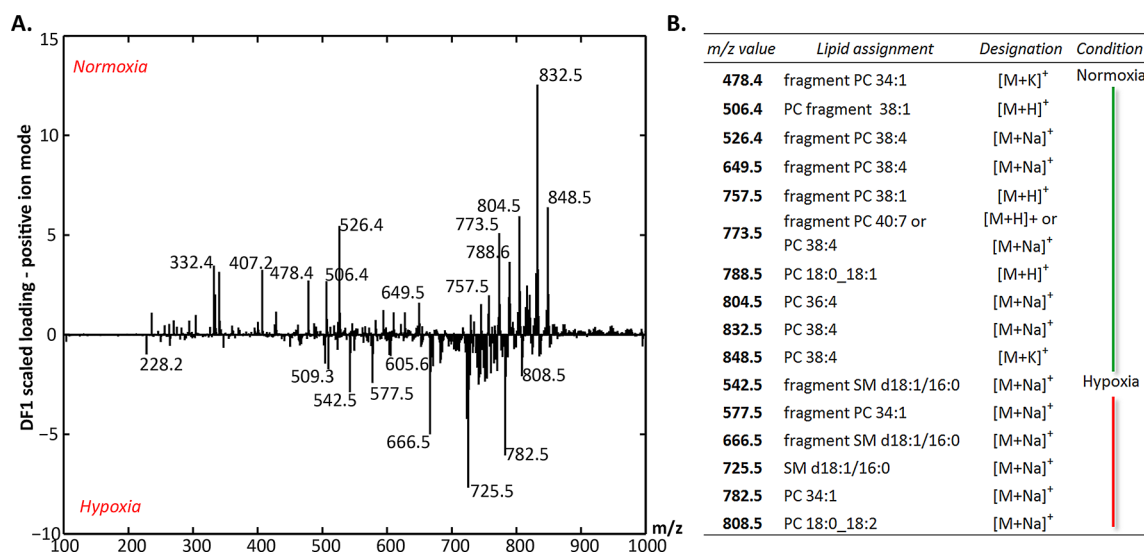 A.
15
10
5
0
−5
−10
DF1 scaled loading - positive ion mode
Normoxia
Hypoxia
832.5
848.5
804.5
773.5
788.6
526.4
332.4
407.2
478.4
506.4
649.5
757.5
228.2
509.3
542.5
577.5
605.6
666.5
725.5
782.5
808.5
100 200 300 400 500 600 700 800 900 1000
m/z
B.
m/z value Lipid assignment Designation Condition
478.4 fragment PC 34:1 [M+K]+ Normoxia
506.4 PC fragment 38:1 [M+H]+
526.4 fragment PC 38:4 [M+Na]+
649.5 fragment PC 38:4 [M+Na]+
757.5 fragment PC 38:1 [M+H]+
773.5 fragment PC 40:7 or [M+H]+ or
PC 38:4 [M+Na]+
788.5 PC 18:0_18:1 [M+H]+
804.5 PC 36:4 [M+Na]+
832.5 PC 38:4 [M+Na]+
848.5 PC 38:4 [M+K]+
542.5 fragment SM d18:1/16:0 [M+Na]+ Hypoxia
577.5 fragment PC 34:1 [M+Na]+
666.5 fragment SM d18:1/16:0 [M+Na]+
725.5 SM d18:1/16:0 [M+Na]+
782.5 PC 34:1 [M+Na]+
808.5 PC 18:0_18:2 [M+Na]+